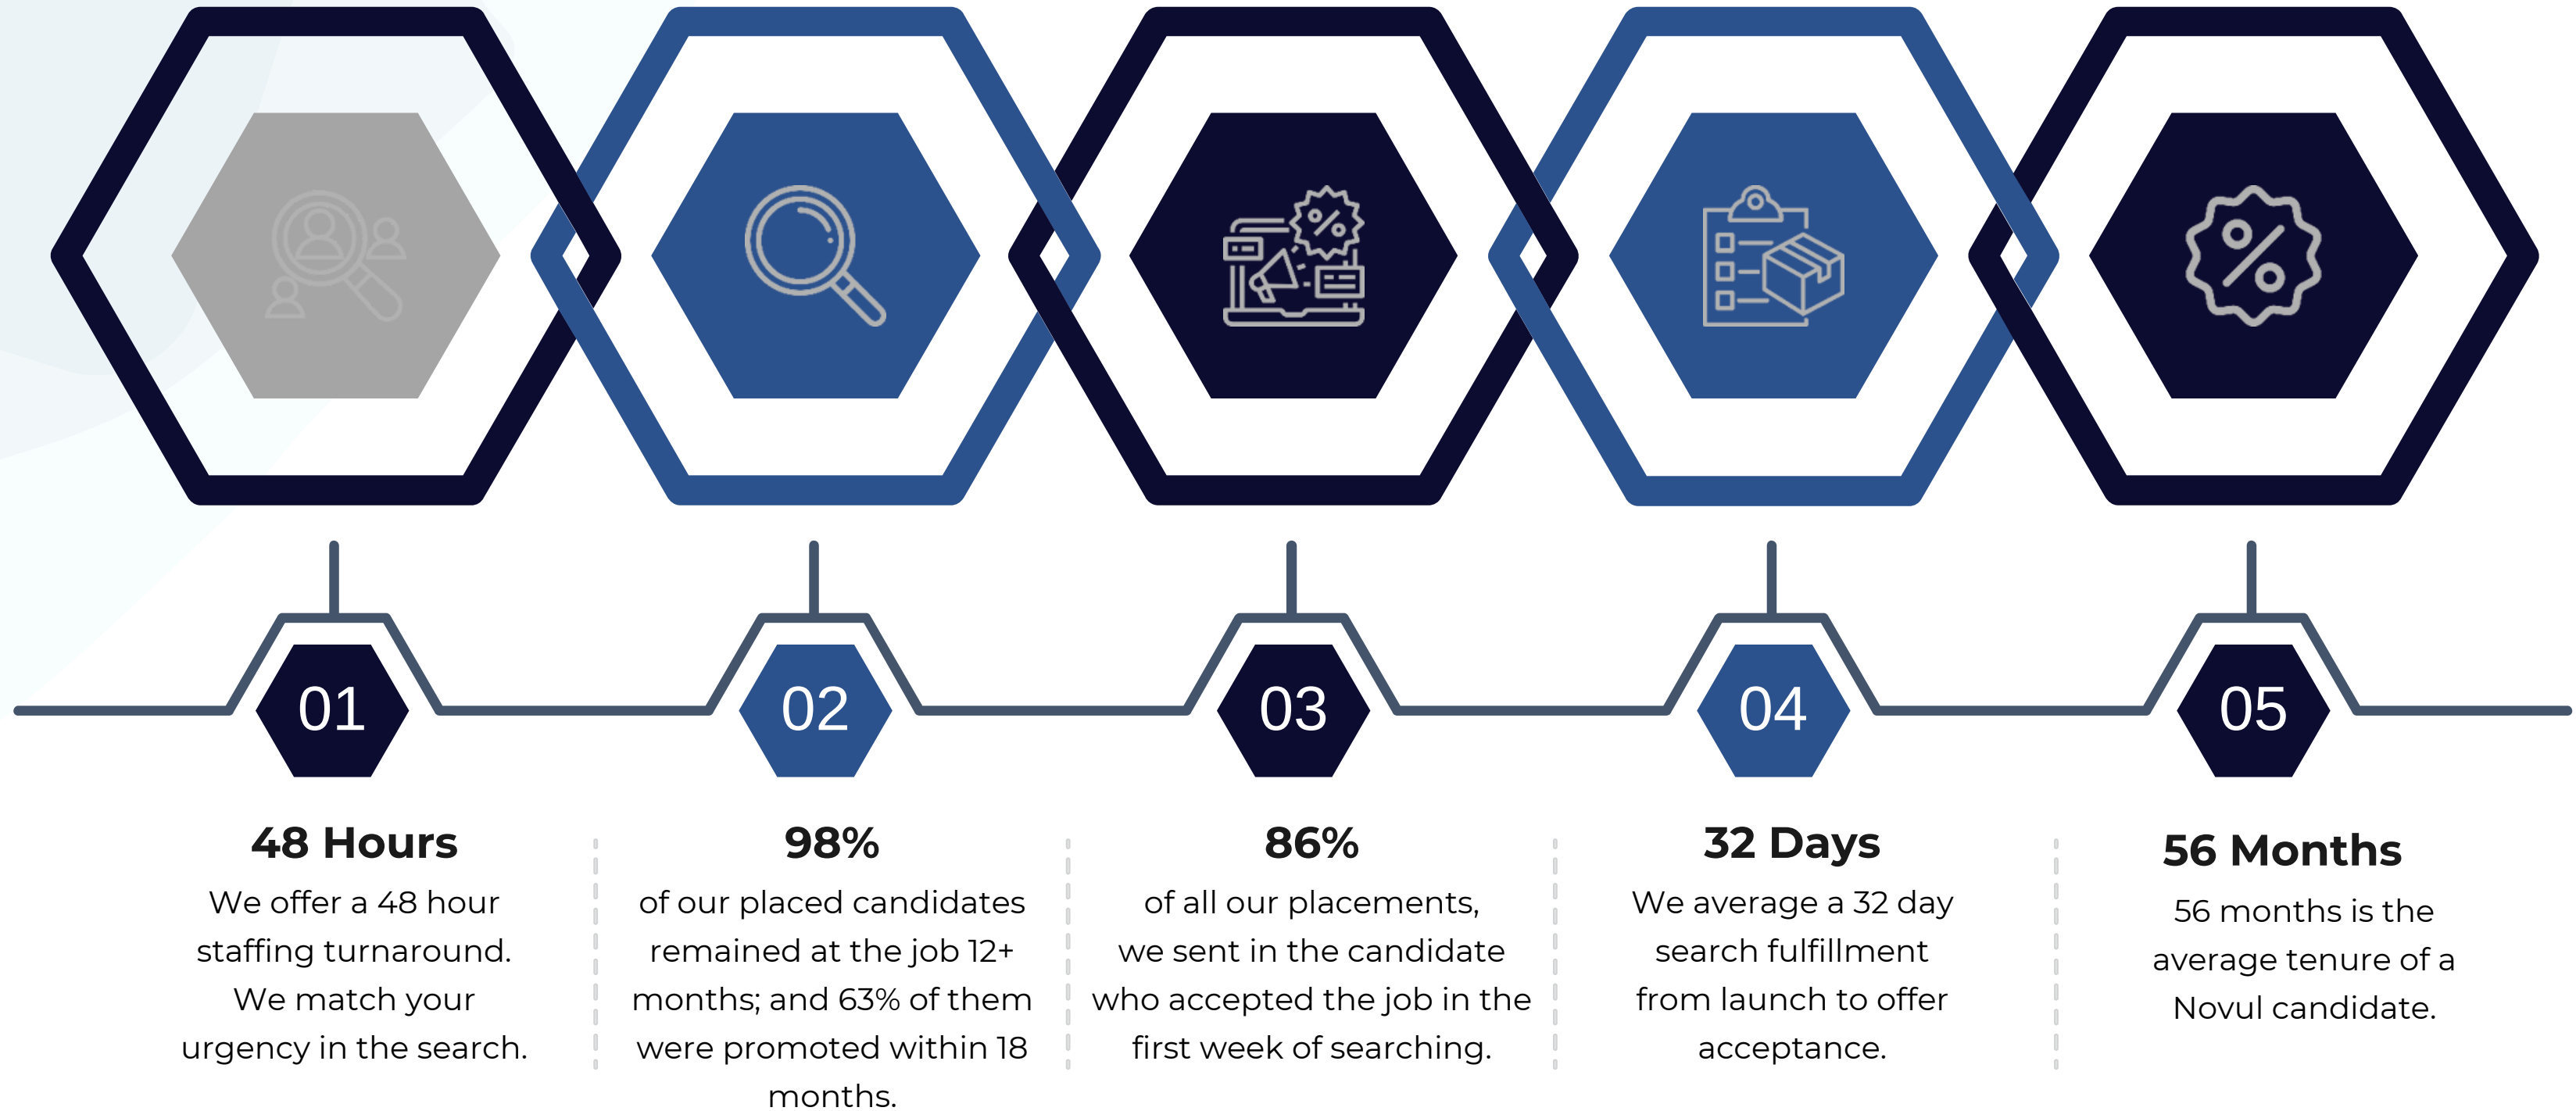 01
02
03
04
05
48 Hours
We offer a 48 hour
staffing turnaround.
We match your
urgency in the search.
98%
of our placed candidates
remained at the job 12+
months; and 63% of them
were promoted within 18
months.
86%
of all our placements,
we sent in the candidate
who accepted the job in the
first week of searching.
32 Days
We average a 32 day
search fulfillment
from launch to offer
acceptance.
56 Months
56 months is the
average tenure of a
Novul candidate.